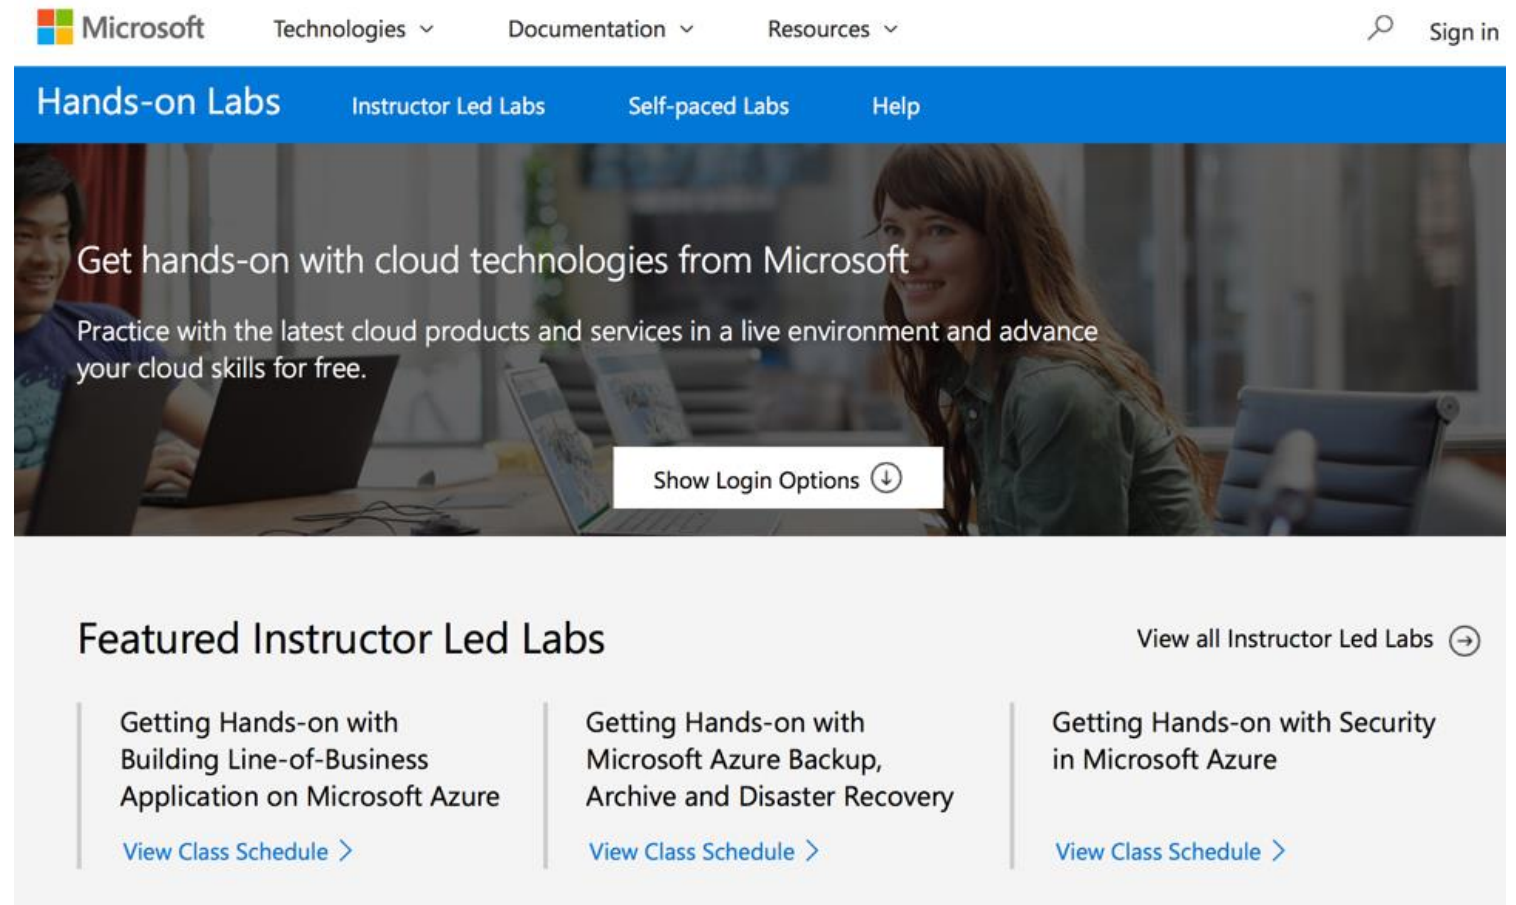 Microsoft Technologies Documentation Resources Sign in
Hands-on Labs Instructor Led Labs Self-paced Labs Help
Get hands-on with cloud technologies from Microsoft
Practice with the latest cloud products and services in a live environment and advance
your cloud skills for free.
Show Login Options
Featured Instructor Led Labs
View all Instructor Led Labs
Getting Hands-on with
Building Line-of-Business
Application on Microsoft Azure
View Class Schedule
Getting Hands-on with
Microsoft Azure Backup,
Archive and Disaster Recovery
View Class Schedule
Getting Hands-on with Security
in Microsoft Azure
View Class Schedule